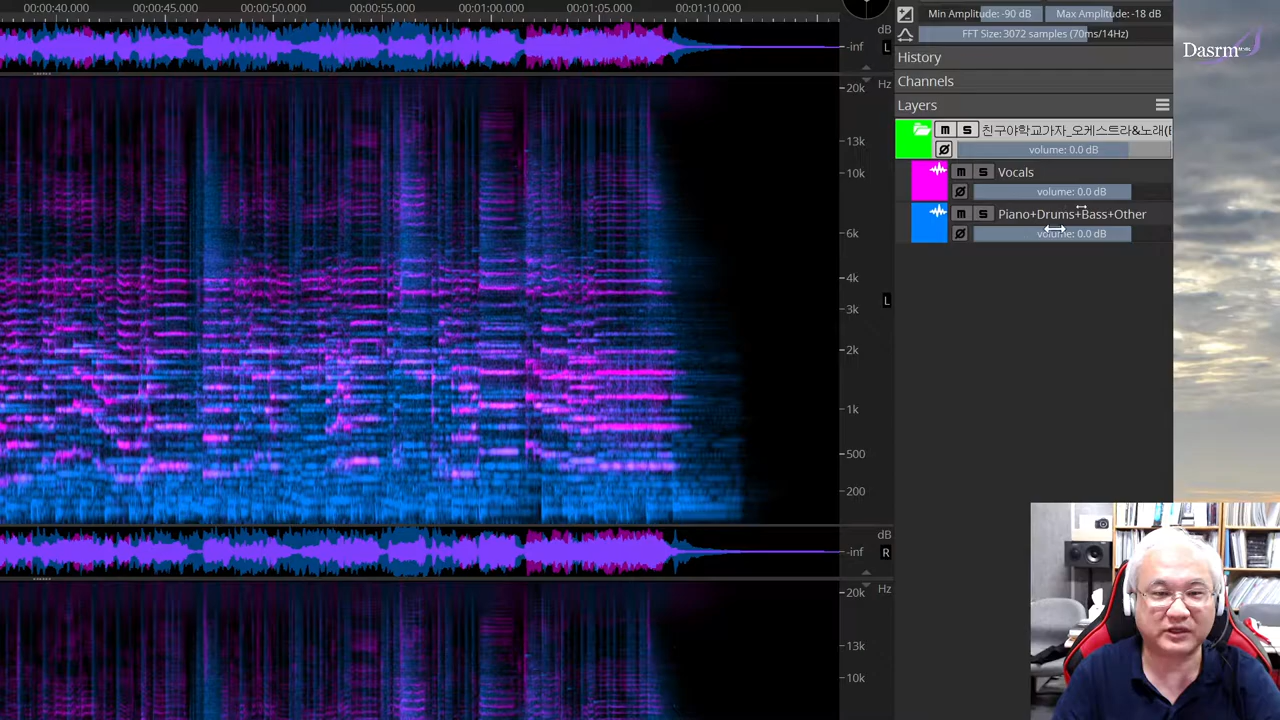 00:00:40.000 00:00:45.000 00:00:50.000 00:00:55.000 00:01:00.000 00:01:05.000 00:01:10.000
Min Amplitude: -90 dB Max Amplitude: -18 dB
FFT Size: 3072 samples (70ms/14Hz)
dB
-inf
L
History
Channels
Layers
m S 친구야학교가자_오케스트라&노래(
volume: 0.0 dB
m S Vocals
volume: 0.0 dB
m S Piano+Drums+Bass+Other
volume: 0.0 dB
Hz
20k
13k
10k
6k
4k
3k
L
2k
1k
500
200
dB
-inf
R
Hz
20k
13k
10k
Dasrm